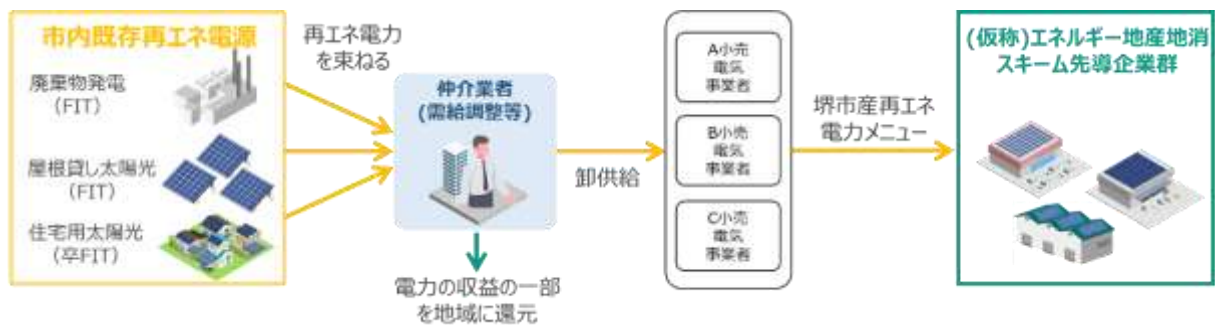 市内既存再エネ電源
廃棄物発電
(FIT)
屋根貸し太陽光
(FIT)
住宅用太陽光
(卒FIT)
再エネ電力
を束ねる
仲介業者
(需給調整等)
電力の収益の一部
を地域に還元
卸供給
A小売
電気
事業者
B小売
電気
事業者
C小売
電気
事業者
堺市産再エネ
電力メニュー
(仮称)エネルギー地産地消
スキーム先導企業群